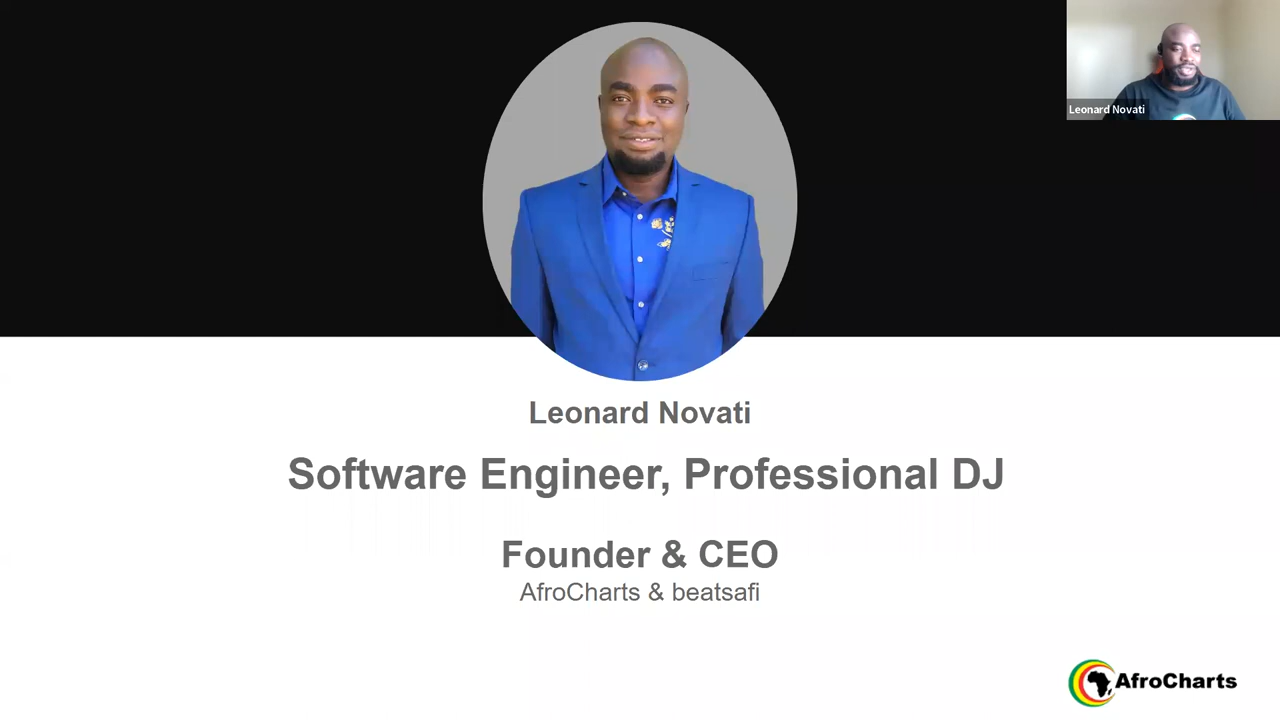 Leonard Novati
Leonard Novati
Software Engineer, Professional DJ
Founder & CEO
AfroCharts & beatsafi
AfroCharts